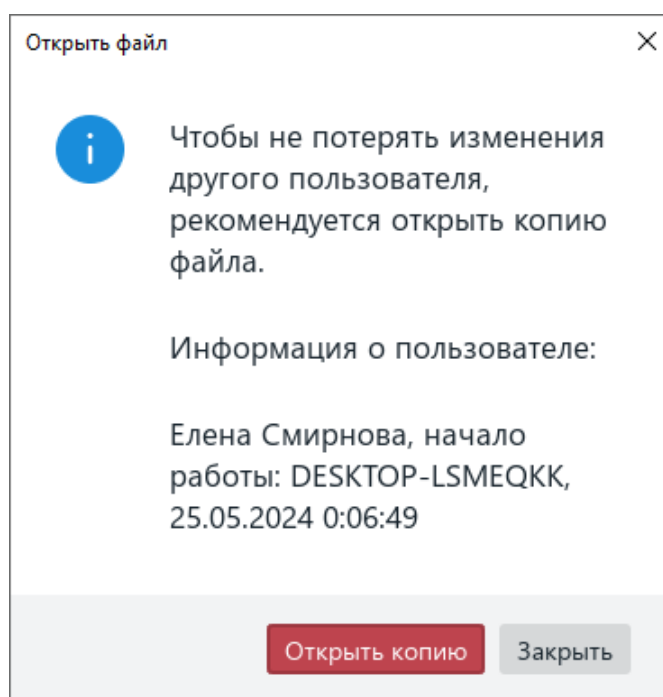 Открыть файл
Чтобы не потерять изменения
другого пользователя,
рекомендуется открыть копию
файла.
Информация о пользователе:
Елена Смирнова, начало
работы: DESKTOP-LSMEQKK,
25.05.2024 0:06:49
Открыть копию Закрыть